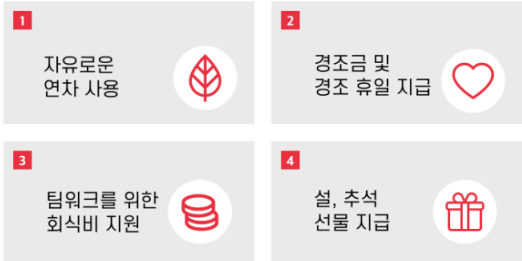 1
자유로운
연차 사용
2
경조금 및
경조 휴일 지급
3
팀워크를 위한
회식비 지원
4
설, 추석
선물 지급